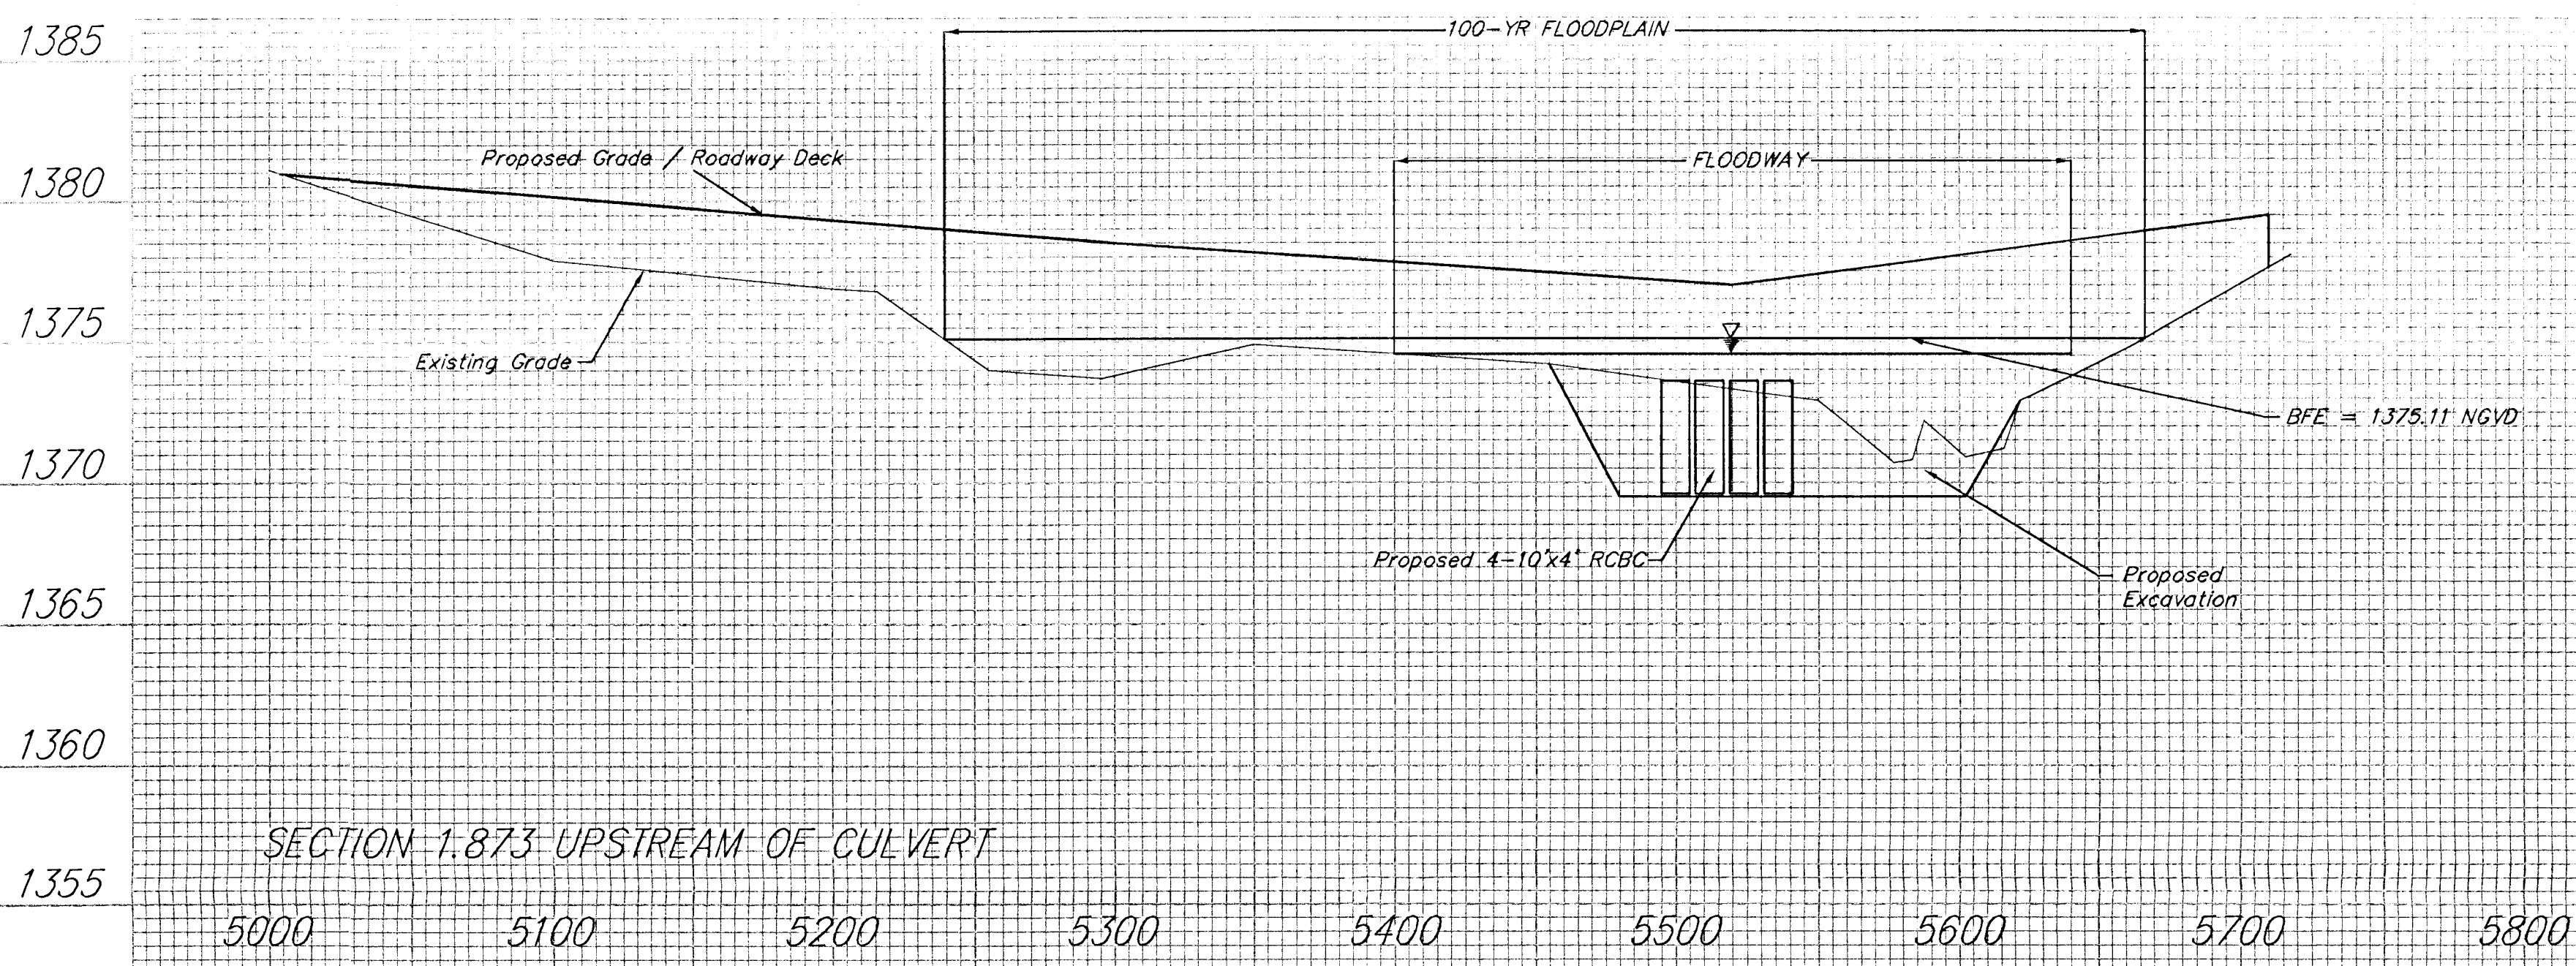 1385
100-YR FLOODPLAIN
Proposed Grade / Roadway Deck
FLOODWAY
1380
1375
Existing Grade
BFE = 1375.11 NGVD
1370
Proposed 4-10'x4' RCBC
Proposed
Excavation
1365
1360
SECTION 1.873 UPSTREAM OF CULVERT
1355
5000 5100 5200 5300 5400 5500 5600 5700 5800